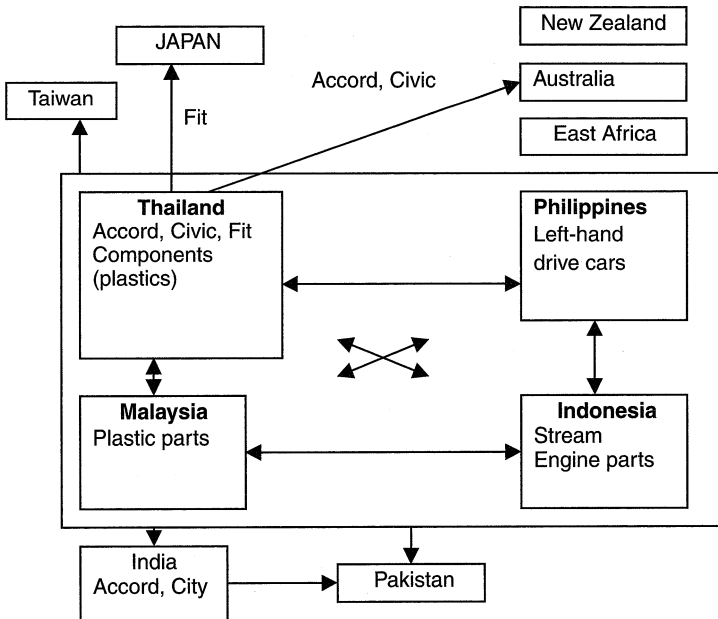 New Zealand
JAPAN
Accord, Civic
Australia
Taiwan
Fit
East Africa
Thailand
Accord, Civic, Fit
Components
(plastics)
Philippines
Left-hand
drive cars
Malaysia
Plastic parts
Indonesia
Stream
Engine parts
India
Accord, City
Pakistan